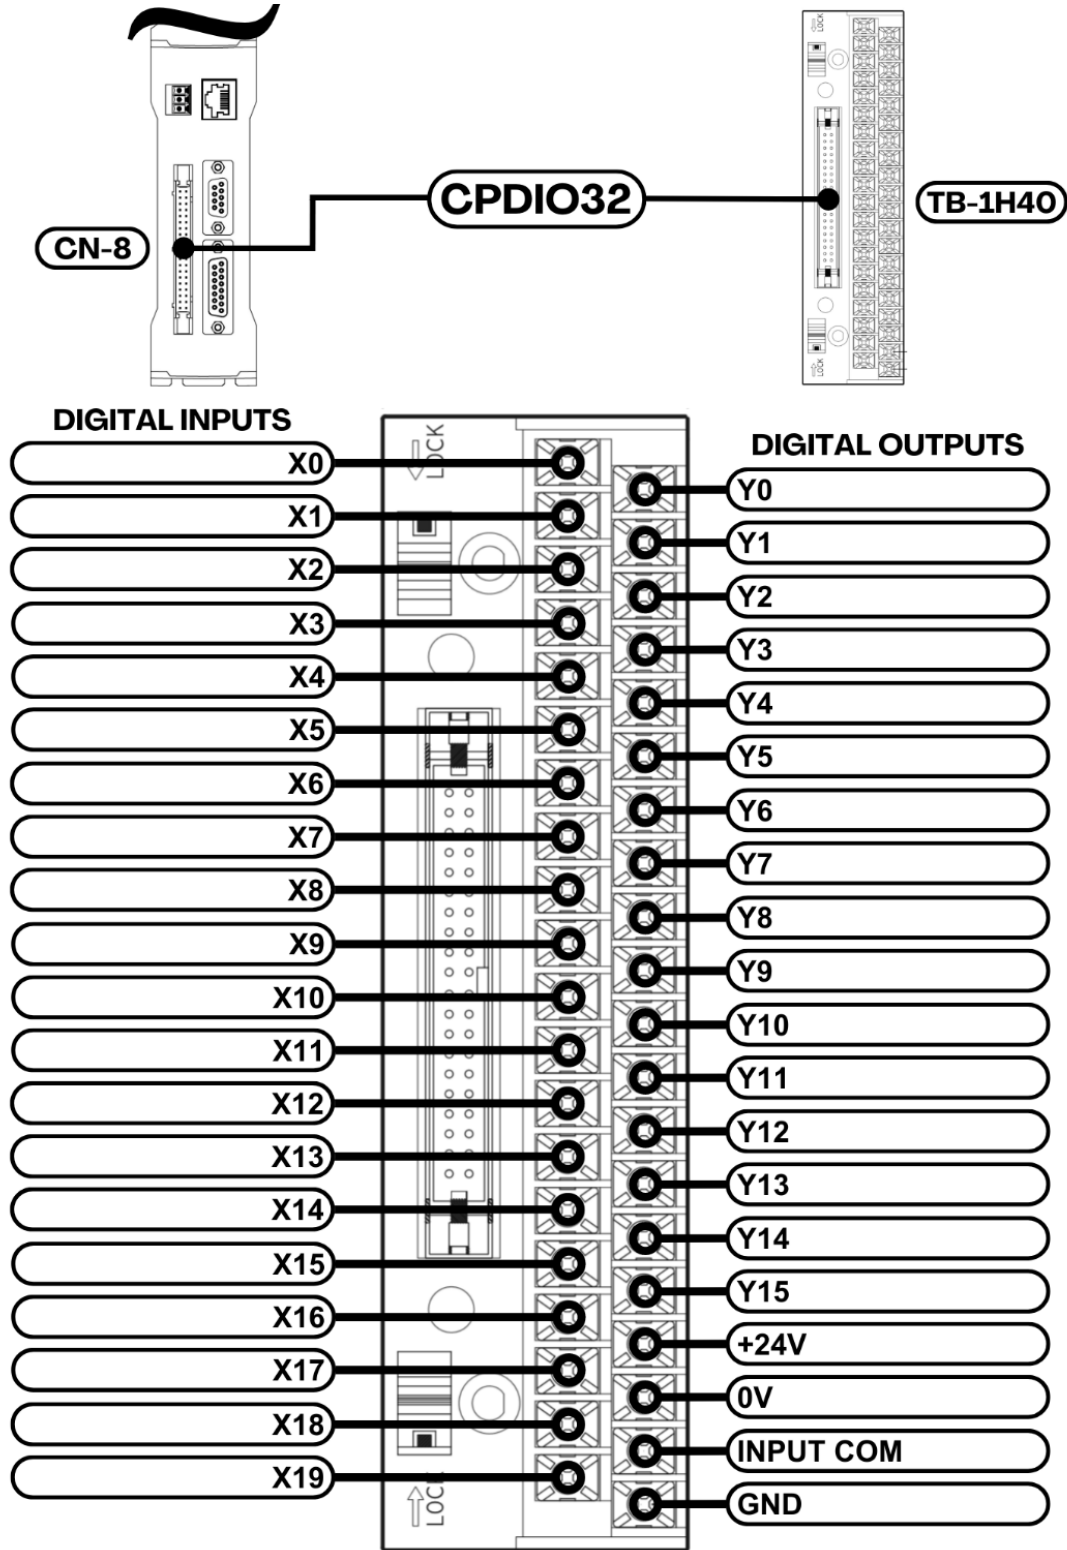 LOCK
CPDIO32
TB-1H40
CN-8
LOCK
DIGITAL INPUTS
DIGITAL OUTPUTS
LOCK
X0
Y0
X1
Y1
X2
Y2
X3
Y3
X4
Y4
X5
Y5
X6
Y6
X7
Y7
X8
Y8
X9
Y9
X10
Y10
X11
Y11
X12
Y12
X13
Y13
X14
Y14
X15
Y15
X16
+24V
X17
0V
X18
INPUT COM
X19
GND
LOCK